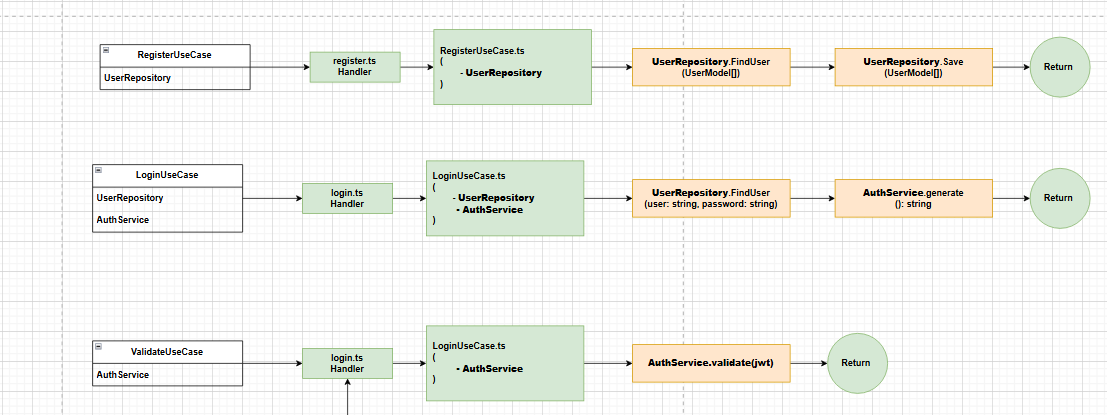 RegisterUseCase
UserRepository
register.ts
Handler
RegisterUseCase.ts
(
- UserRepository
)
UserRepository.FindUser
(UserModel[])
UserRepository.Save
(UserModel[])
Return
LoginUseCase
UserRepository
AuthService
login.ts
Handler
LoginUseCase.ts
(
- UserRepository
- AuthService
)
UserRepository.FindUser
(user: string, password: string)
AuthService.generate
(): string
Return
ValidateUseCase
AuthService
login.ts
Handler
LoginUseCase.ts
(
- AuthService
)
AuthService.validate(jwt)
Return